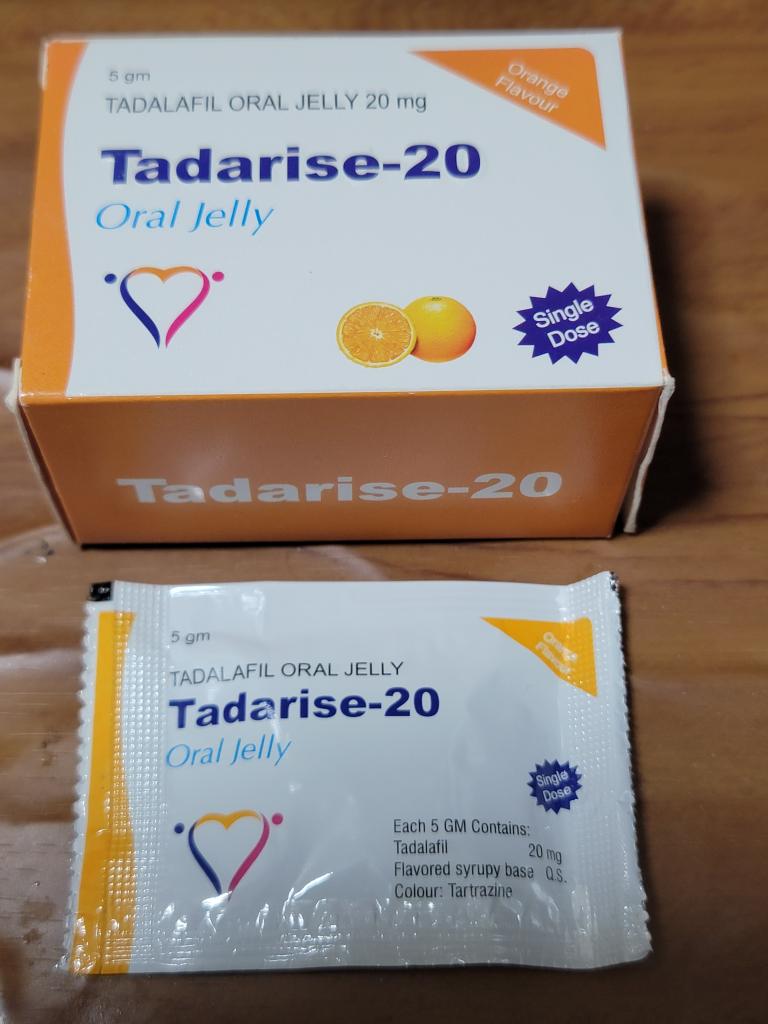 5 gm
TADALAFIL ORAL JELLY 20 mg
Orange
Flavour
Tadarise-20
Oral Jelly
Single
Dose
Tadarise-20
5 gm
TADALAFIL ORAL JELLY
Orange
Flavour
Tadarise-20
Oral Jelly
Single
Dose
Each 5 GM Contains:
Tadalafil 20 mg
Flavored syrupy base Q.S.
Colour: Tartrazine